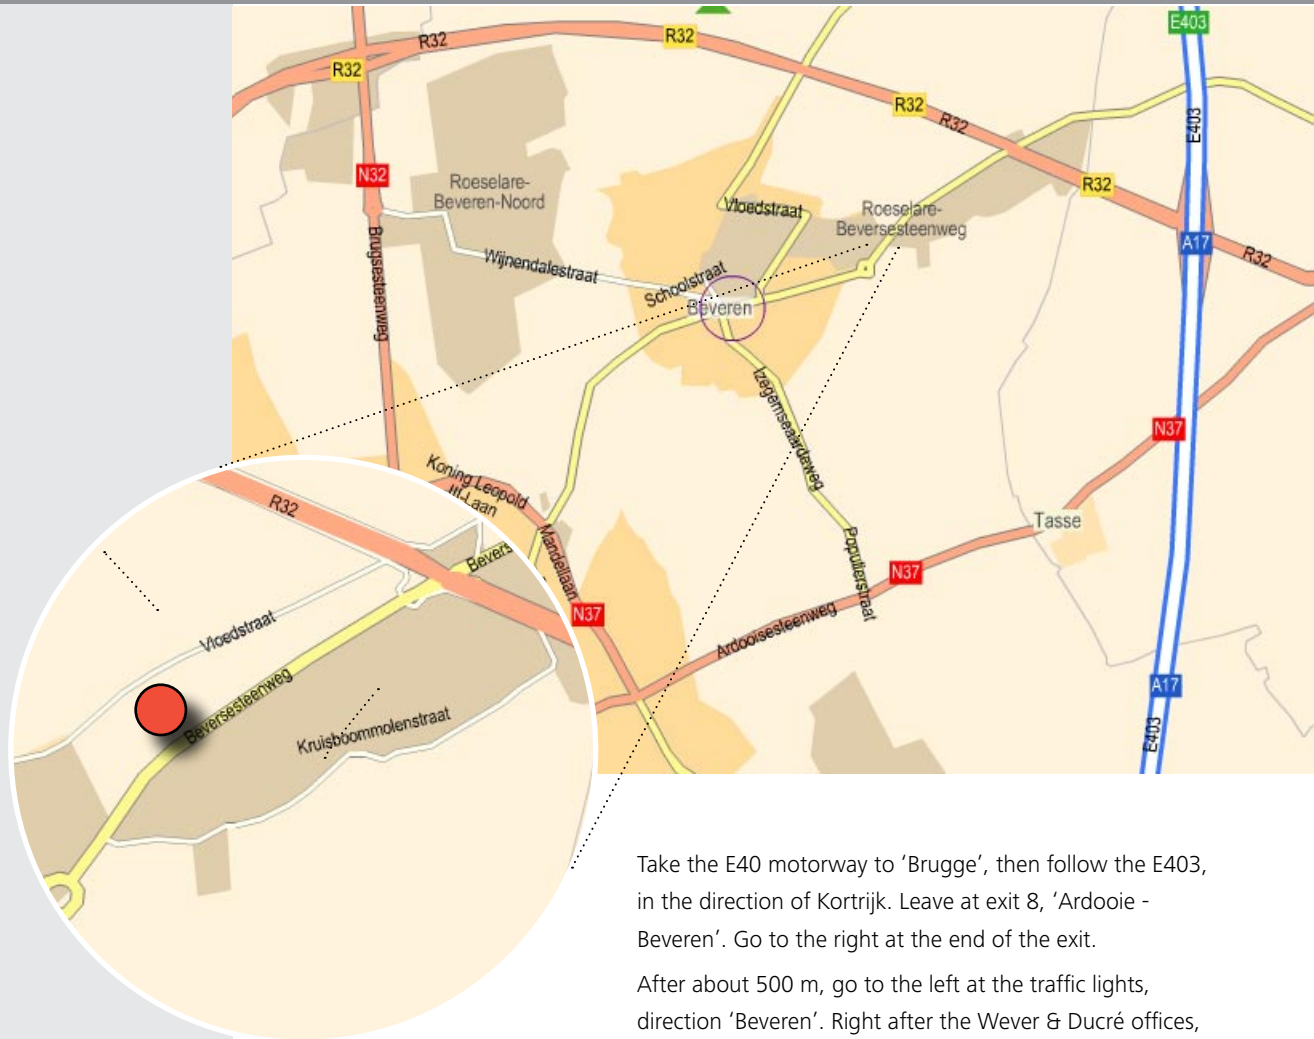 E403
R32
R32
R32
R32
R32
E403
N32
Roeselare-
Beveren-Noord
R32
Vloedstraat
Roeselare-
Beversesteenweg
Brugsesteenweg
A17
R32
Wijnendalestraat
Schoolstraat
Beveren
Izegemseaardeweg
N37
Koning Leopold
III-Laan
R32
Mandellaan
Tasse
Bevers
Populierstraat
N37
N37
Vloedstraat
Ardooisesteenweg
Beversesteenweg
A17
Kruisboommolenstraat
E403
Take the E40 motorway to ‘Brugge’, then follow the E403,
in the direction of Kortrijk. Leave at exit 8, ‘Ardooie -
Beveren’. Go to the right at the end of the exit.
After about 500 m, go to the left at the traffic lights,
direction ‘Beveren’. Right after the Wever & Ducré offices,